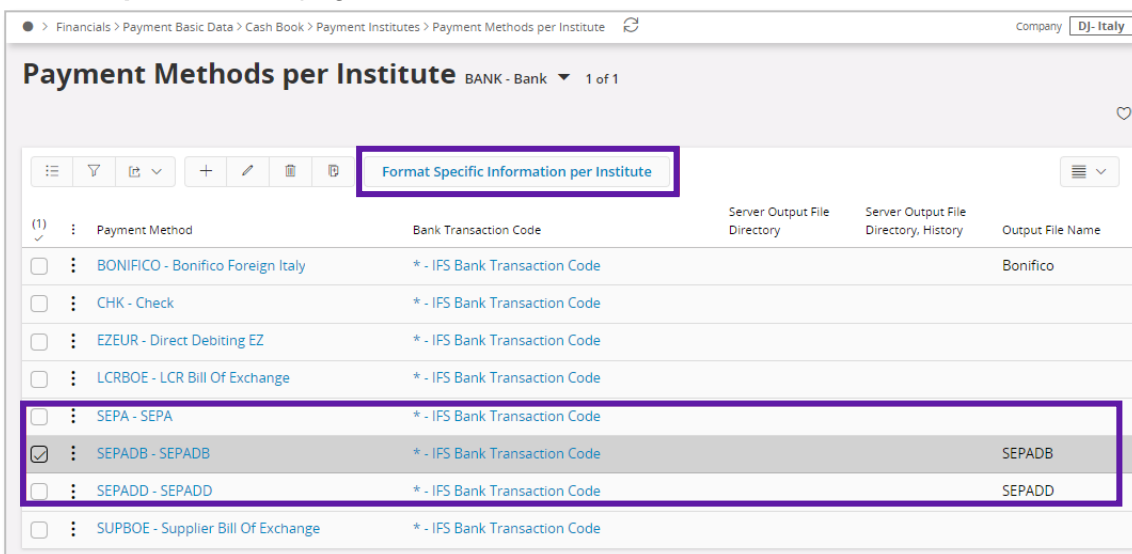 > Financials > Payment Basic Data > Cash Book > Payment Institutes > Payment Methods per Institute
Company DJ- Italy
Payment Methods per Institute BANK - Bank 1 of 1
Format Specific Information per Institute
(1) Payment Method Bank Transaction Code Server Output File Directory Server Output File Directory, History Output File Name
BONIFICO - Bonifico Foreign Italy * - IFS Bank Transaction Code Bonifico
CHK - Check * - IFS Bank Transaction Code
EZEUR - Direct Debiting EZ * - IFS Bank Transaction Code
LCRBOE - LCR Bill Of Exchange * - IFS Bank Transaction Code
SEPA - SEPA * - IFS Bank Transaction Code
SEPADB - SEPADB * - IFS Bank Transaction Code SEPADB
SEPADD - SEPADD * - IFS Bank Transaction Code SEPADD
SUPBOE - Supplier Bill Of Exchange * - IFS Bank Transaction Code